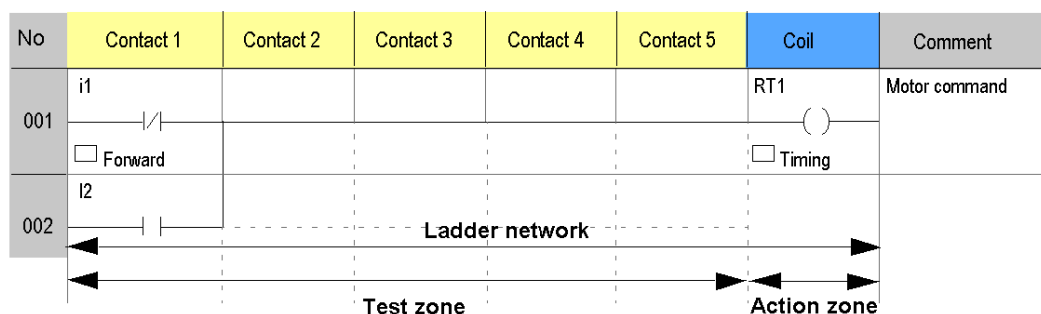 No Contact 1 Contact 2 Contact 3 Contact 4 Contact 5 Coil Comment
i1 RT1 Motor command
001
Forward Timing
I2
002
Ladder network
Test zone Action zone